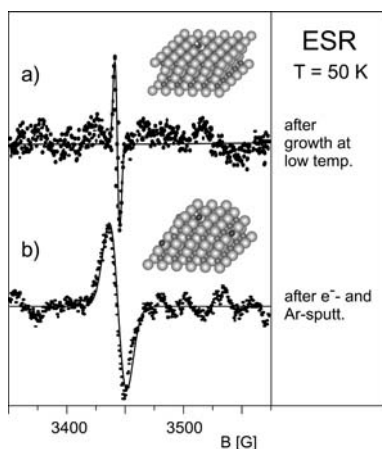 ESR
T = 50 K
a)
after
growth at
low temp.
b)
after e⁻- and
Ar-sputt.
3400
3500
B [G]